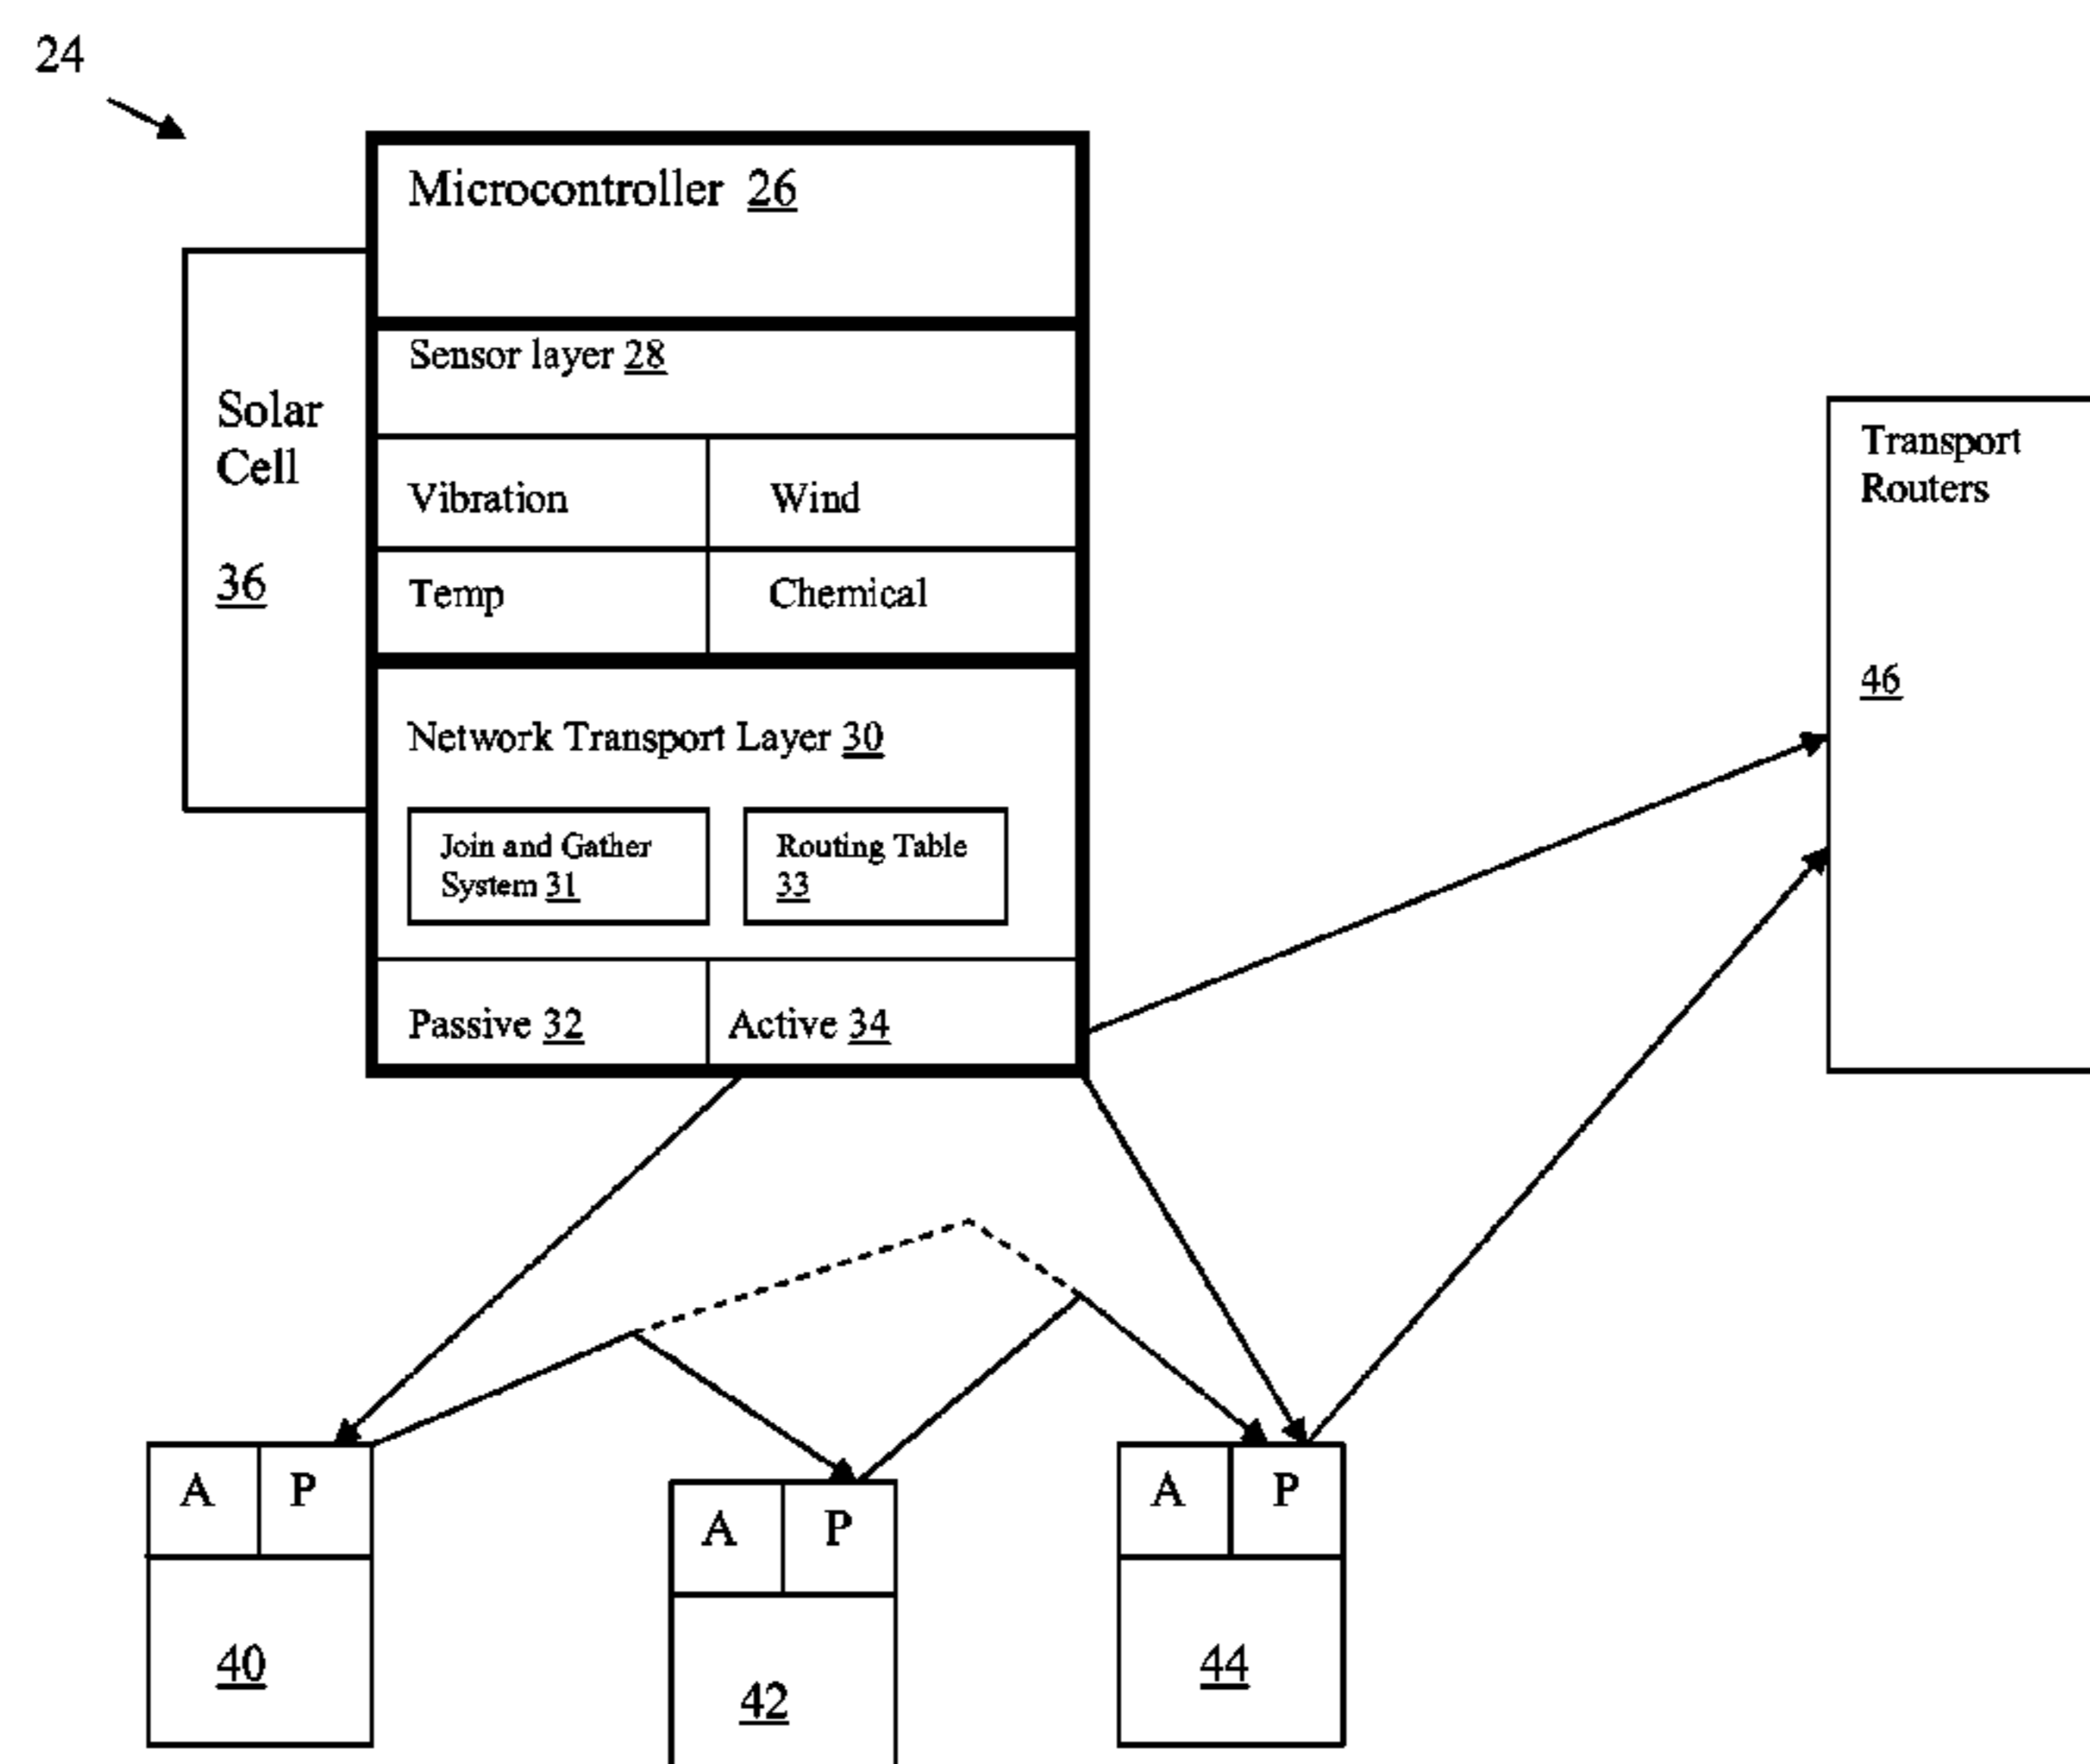 24
Microcontroller 26
Sensor layer 28
Solar
Cell
36
Vibration
Wind
Temp
Chemical
Transport
Routers
46
Network Transport Layer 30
Join and Gather
System 31
Routing Table
33
Passive 32
Active 34
A
P
40
A
P
42
A
P
44